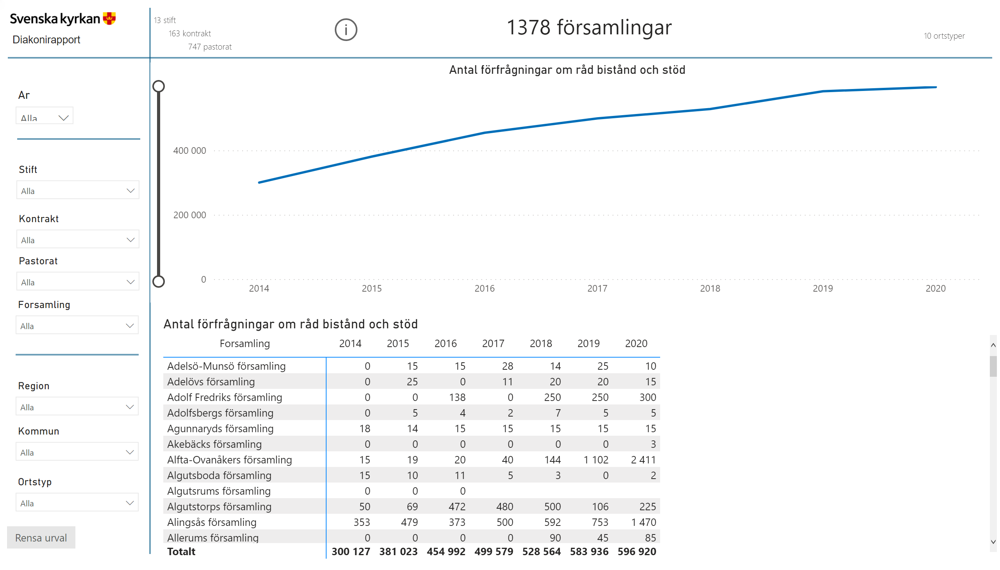 Svenska kyrkan
Diakonirapport
13 stift
163 kontrakt
747 pastorat
i
1378 församlingar
10 ortstyper
Ar
Alla
Stift
Alla
Kontrakt
Alla
Pastorat
Alla
Forsamling
Alla
Region
Alla
Kommun
Alla
Ortstyp
Alla
Rensa urval
Antal förfrågningar om råd bistånd och stöd
400 000
200 000
0
2014 2015 2016 2017 2018 2019 2020
Antal förfrågningar om råd bistånd och stöd
Forsamling 2014 2015 2016 2017 2018 2019 2020
Adelsö-Munsö församling 0 15 15 28 14 25 10
Adelövs församling 0 25 0 11 20 20 15
Adolf Fredriks församling 0 0 138 0 250 250 300
Adolfsbergs församling 0 5 4 2 7 5 5
Agunnaryds församling 18 14 15 15 15 15 15
Akebäcks församling 0 0 0 0 0 0 3
Alfta-Ovanåkers församling 15 19 20 40 144 1 102 2 411
Algutsboda församling 15 10 11 5 3 0 2
Algutsrums församling 0 0 0
Algutstorps församling 50 69 472 480 500 106 225
Alingsås församling 353 479 373 500 592 753 1 470
Allerums församling 0 0 0 0 90 45 85
Totalt 300 127 381 023 454 992 499 579 528 564 583 936 596 920